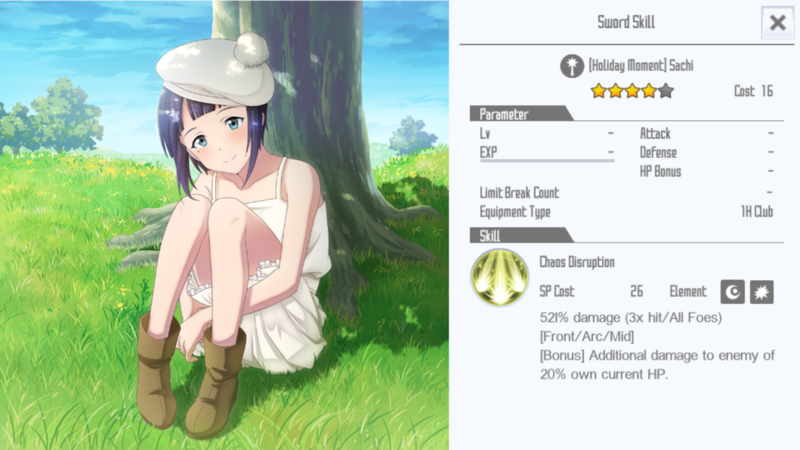 Sword Skill
[Holiday Moment] Sachi
Cost 16
Parameter
Lv - Attack -
EXP - Defense -
HP Bonus -
Limit Break Count -
Equipment Type 1H Club
Skill
Chaos Disruption
SP Cost 26 Element
521% damage (3x hit/All Foes)
[Front/Arc/Mid]
[Bonus] Additional damage to enemy of
20% own current HP.